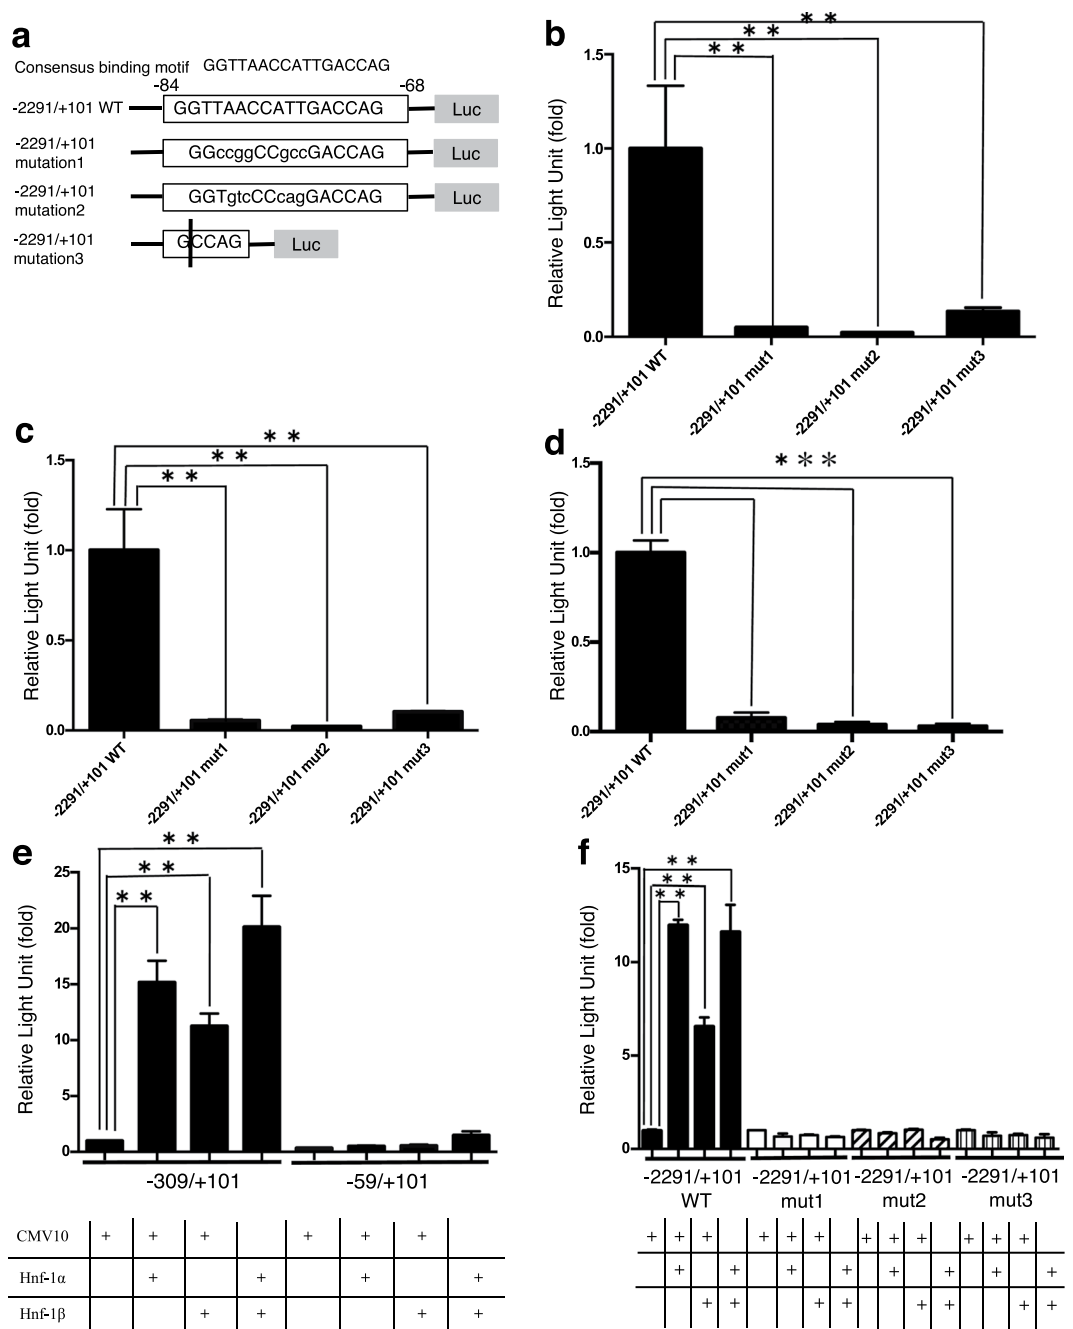 a
Consensus binding motif GGTTAACCATTGACCAG
-84 -68
-2291/+101 WT GGTTAACCATTGACCAG Luc
-2291/+101
mutation1 GGccggCCgccGACCAG Luc
-2291/+101
mutation2 GGTgtcCCcagGACCAG Luc
-2291/+101
mutation3 GCCAG Luc
b
Relative Light Unit (fold)
1.5
1.0
0.5
0.0
* *
* *
* *
-2291/+101 WT
-2291/+101 mut1
-2291/+101 mut2
-2291/+101 mut3
c
Relative Light Unit (fold)
1.5
1.0
0.5
0.0
* *
* *
* *
-2291/+101 WT
-2291/+101 mut1
-2291/+101 mut2
-2291/+101 mut3
d
Relative Light Unit (fold)
1.5
1.0
0.5
0.0
* * *
-2291/+101 WT
-2291/+101 mut1
-2291/+101 mut2
-2291/+101 mut3
e
Relative Light Unit (fold)
25
20
15
10
5
0
* *
* *
* *
-309/+101 -59/+101
CMV10 + + + + + +
Hnf-1α + + + +
Hnf-1β + + + +
f
Relative Light Unit (fold)
15
10
5
0
* *
* *
* *
-2291/+101 -2291/+101 -2291/+101 -2291/+101
WT mut1 mut2 mut3
+ + + + + + + + + + + +
+ + + + + + + +
+ + + + + + + +